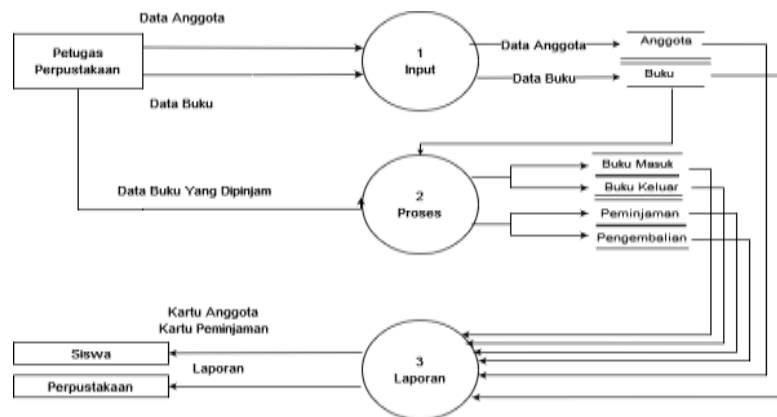 Data Anggota
Petugas
Perpustakaan
Data Buku
1
Input
Data Anggota
Data Buku
Anggota
Buku
Data Buku Yang Dipinjam
2
Proses
Buku Masuk
Buku Keluar
Peminjaman
Pengembalian
Kartu Anggota
Kartu Peminjaman
Siswa
Laporan
Perpustakaan
3
Laporan